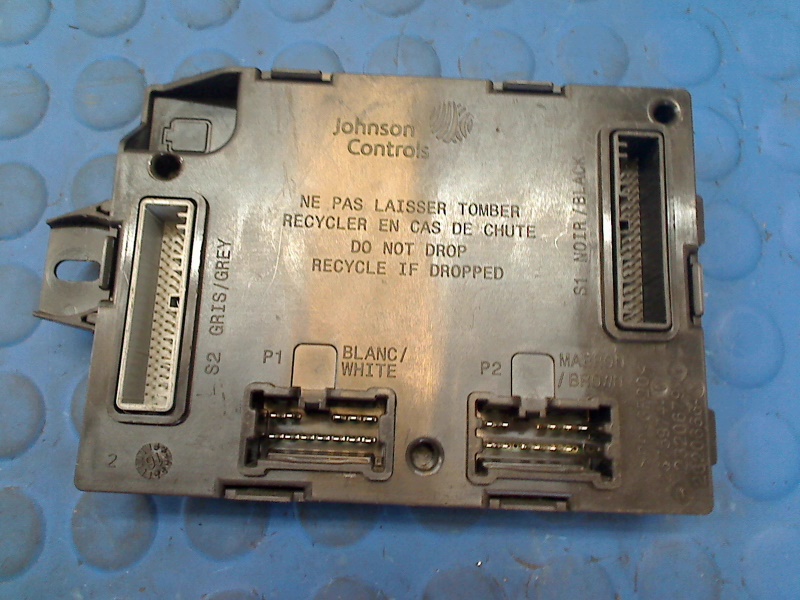 Johnson
Controls
NE PAS LAISSER TOMBER
RECYCLER EN CAS DE CHUTE
DO NOT DROP
RECYCLE IF DROPPED
S1 NOIR/BLACK
S2 GRIS/GREY
P1
BLANC/
WHITE
P2
MARRON
/BROWN
2